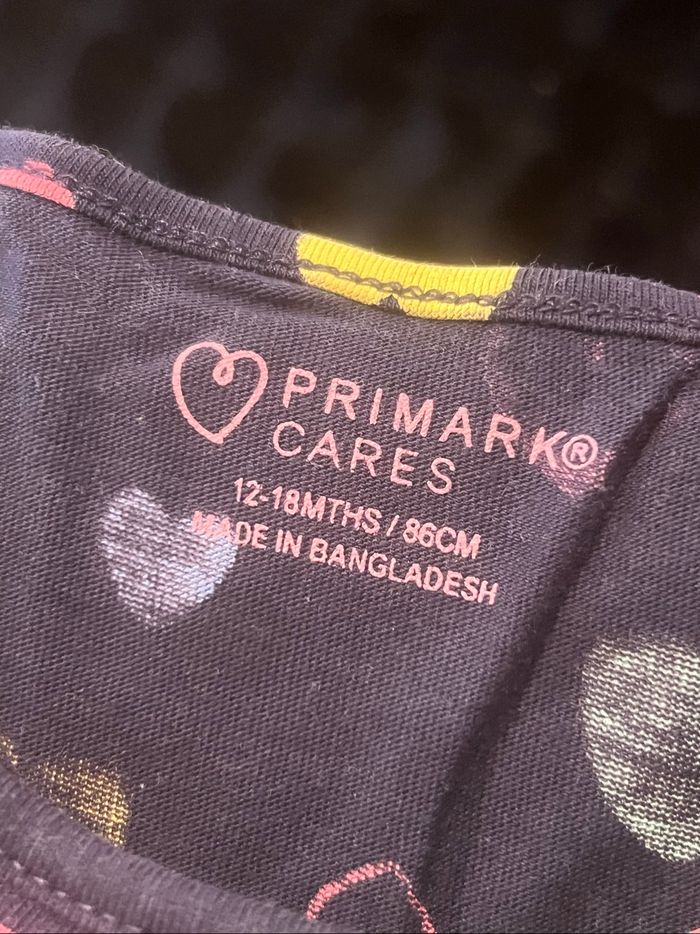 PRIMARK®
CARES
12-18MTHS / 86CM
MADE IN BANGLADESH